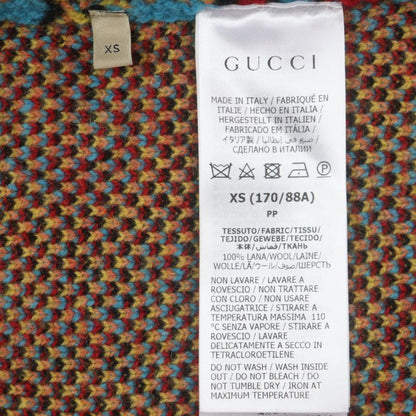 XS
GUCCI
MADE IN ITALY / FABRIQUÉ EN
ITALIE / HECHO EN ITALIA /
HERGESTELLT IN ITALIEN /
FABRICADO EM ITÁLIA /
イタリア製 / صنع في إيطاليا /
СДЕЛАНО В ИТАЛИИ
XS (170/88A)
PP
TESSUTO/FABRIC/TISSU/
TEJIDO/GEWEBE/TECIDO/
本体/قماش/ТКАНЬ
100% LANA/WOOL/LAINE/
WOLLE/LÃ/ウール/صوف/ШЕРСТЬ
NON LAVARE / LAVARE A
ROVESCIO / NON TRATTARE
CON CLORO / NON USARE
ASCIUGATRICE / STIRARE A
TEMPERATURA MASSIMA 110
°C SENZA VAPORE / LAVARE
DELICATAMENTE A SECCO IN
TETRACLOROETILENE
DO NOT WASH / WASH INSIDE
OUT / DO NOT BLEACH / DO
NOT TUMBLE DRY / IRON AT
MAXIMUM TEMPERATURE